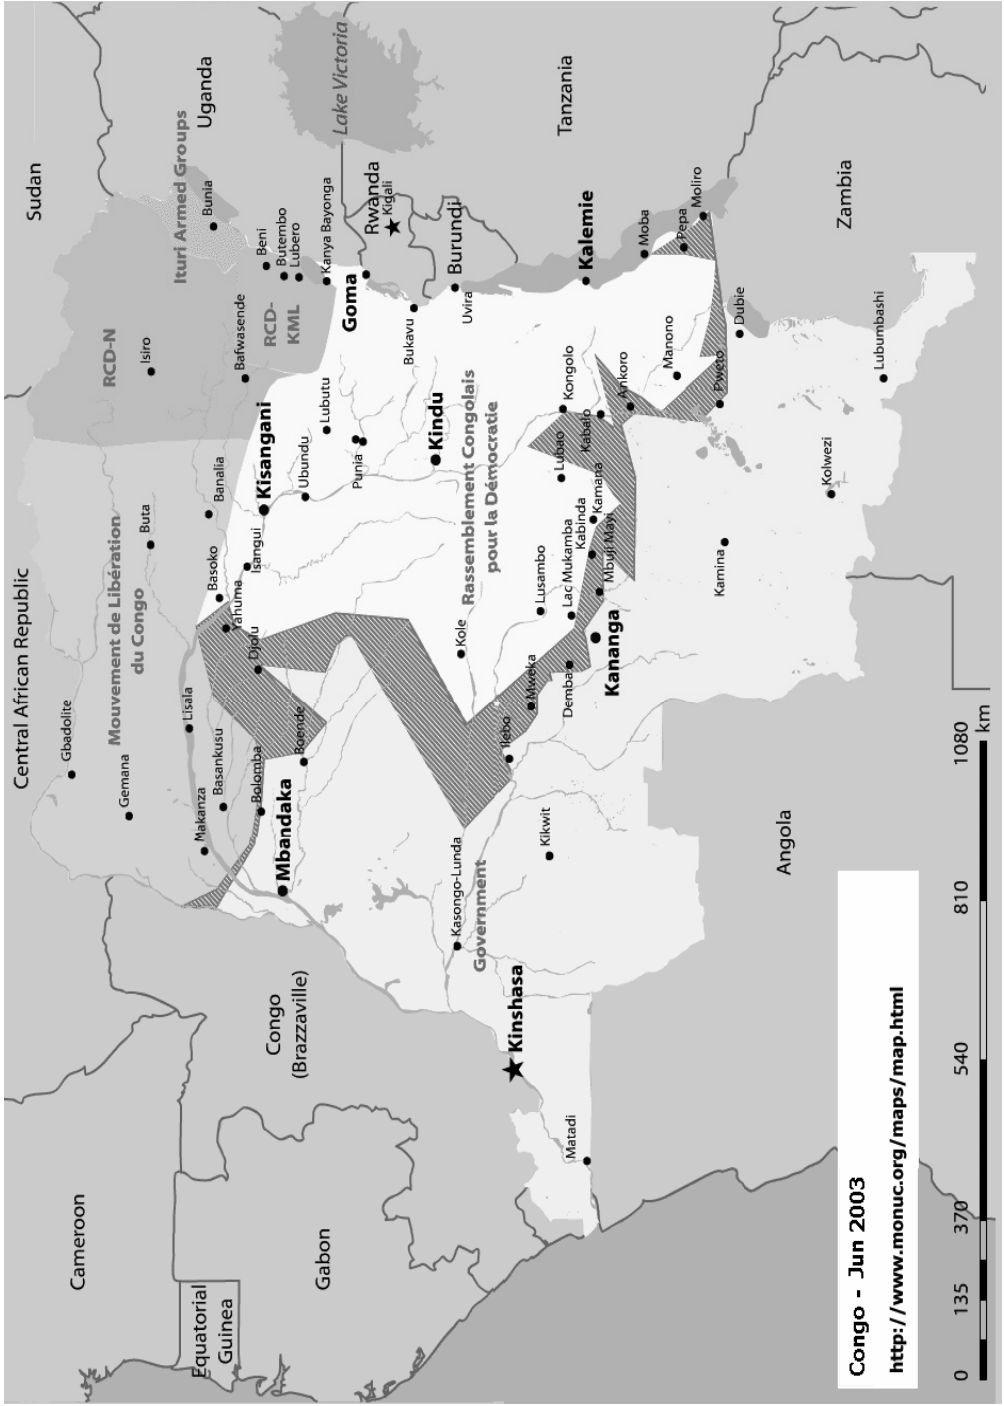 Sudan
Central African Republic
Cameroon
Uganda
Ituri Armed Groups
RCD-N
Isiro
Bunia
Gbadolite
Gemana
Mouvement de Libération
du Congo
Buta
Bafwasende
Beni
Butembo
Lubero
RCD-
KML
Kanya Bayonga
Lake Victoria
Equatorial
Guinea
Gabon
Congo
(Brazzaville)
Makanza
Lisala
Basankusu
Bolomba
Boende
Mbandaka
Yahuma
Djolu
Basoko
Isangui
Banalia
Kisangani
Ubundu
Lubutu
Punia
Goma
Rwanda
Kigali
Bukavu
Burundi
Uvira
Tanzania
Kindu
Rassemblement Congolais
pour la Démocratie
Kole
Kasongo-Lunda
Government
Kinshasa
Matadi
Kikwit
Ilebo
Mweka
Demba
Kananga
Lusambo
Lac Mukamba
Kabinda
Kamana
Mbuji Mayi
Lubao
Kongolo
Kabalo
Ankoro
Kalemie
Moba
Pepa
Moliro
Manono
Pweto
Dubie
Kamina
Kolwezi
Lubumbashi
Zambia
Angola
Congo - Jun 2003
http://www.monuc.org/maps/map.html
0 135 370 540 810 1080
km